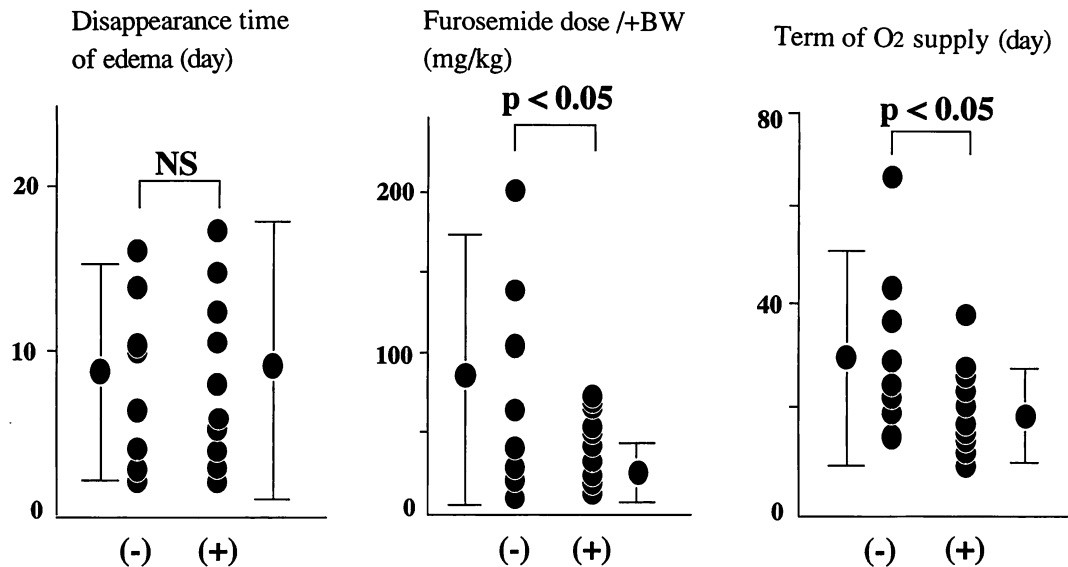 Disappearance time
of edema (day)
20
10
0
NS
(-) (+)
Furosemide dose /+BW
(mg/kg)
p < 0.05
200
100
0
(-) (+)
Term of O2 supply (day)
p < 0.05
80
40
0
(-) (+)